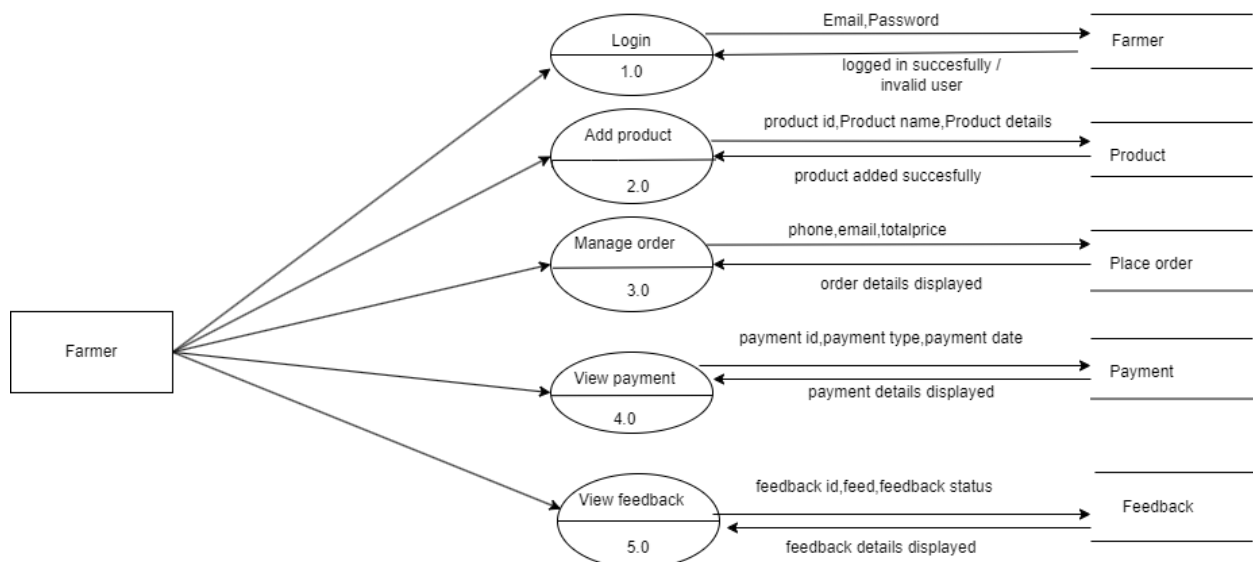 Email,Password
Login
Farmer
1.0
logged in succesfully /
invalid user
product id,Product name,Product details
Add product
Product
product added succesfully
2.0
phone,email,totalprice
Manage order
Place order
order details displayed
3.0
Farmer
payment id,payment type,payment date
View payment
Payment
payment details displayed
4.0
feedback id,feed,feedback status
View feedback
Feedback
5.0
feedback details displayed